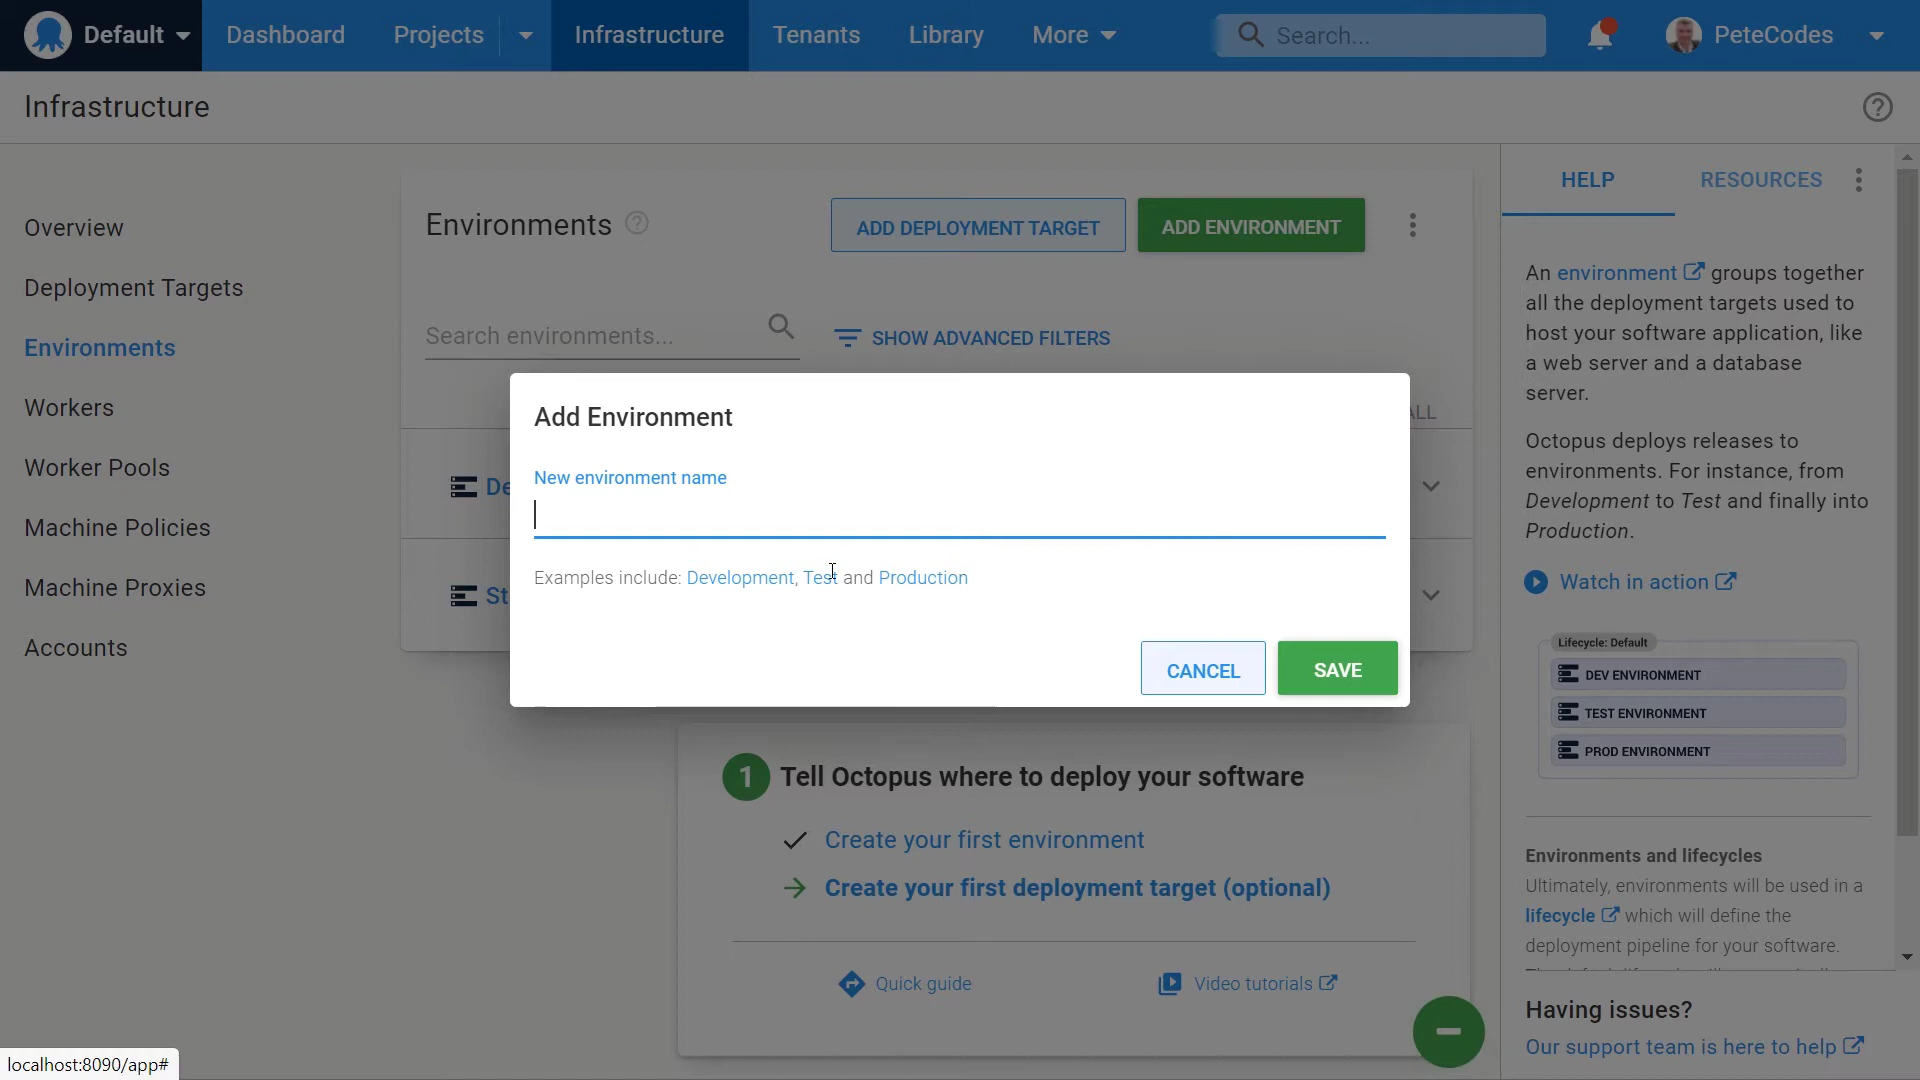 Default
Dashboard
Projects
Infrastructure
Tenants
Library
More
Search...
PeteCodes
Infrastructure
Overview
Deployment Targets
Environments
Workers
Worker Pools
Machine Policies
Machine Proxies
Accounts
Environments
ADD DEPLOYMENT TARGET
ADD ENVIRONMENT
Search environments...
SHOW ADVANCED FILTERS
De
St
Add Environment
New environment name
Examples include: Development, Test and Production
CANCEL
SAVE
1 Tell Octopus where to deploy your software
Create your first environment
Create your first deployment target (optional)
Quick guide
Video tutorials
HELP
RESOURCES
An environment groups together
all the deployment targets used to
host your software application, like
a web server and a database
server.
Octopus deploys releases to
environments. For instance, from
Development to Test and finally into
Production.
Watch in action
Lifecycle: Default
DEV ENVIRONMENT
TEST ENVIRONMENT
PROD ENVIRONMENT
Environments and lifecycles
Ultimately, environments will be used in a
lifecycle which will define the
deployment pipeline for your software.
Having issues?
Our support team is here to help
localhost:8090/app#